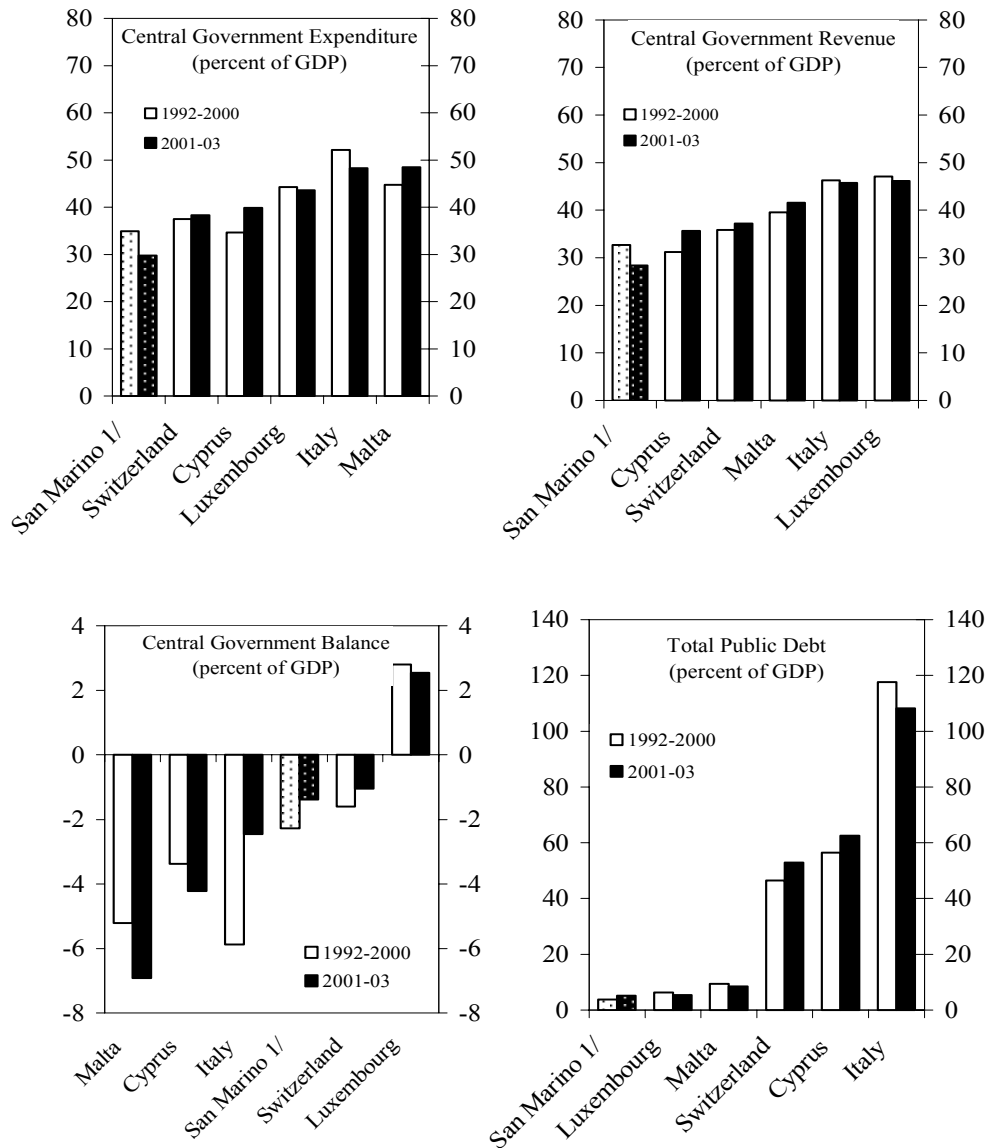 Central Government Expenditure
(percent of GDP)
80
70
60
50
40
30
20
10
0
80
70
60
50
40
30
20
10
0
1992-2000
2001-03
San Marino 1/
Switzerland
Cyprus
Luxembourg
Italy
Malta
Central Government Revenue
(percent of GDP)
80
70
60
50
40
30
20
10
0
80
70
60
50
40
30
20
10
0
1992-2000
2001-03
San Marino 1/
Cyprus
Switzerland
Malta
Italy
Luxembourg
Central Government Balance
(percent of GDP)
4
2
0
-2
-4
-6
-8
4
2
0
-2
-4
-6
-8
1992-2000
2001-03
Malta
Cyprus
Italy
San Marino 1/
Switzerland
Luxembourg
Total Public Debt
(percent of GDP)
140
120
100
80
60
40
20
0
140
120
100
80
60
40
20
0
1992-2000
2001-03
San Marino 1/
Luxembourg
Malta
Switzerland
Cyprus
Italy